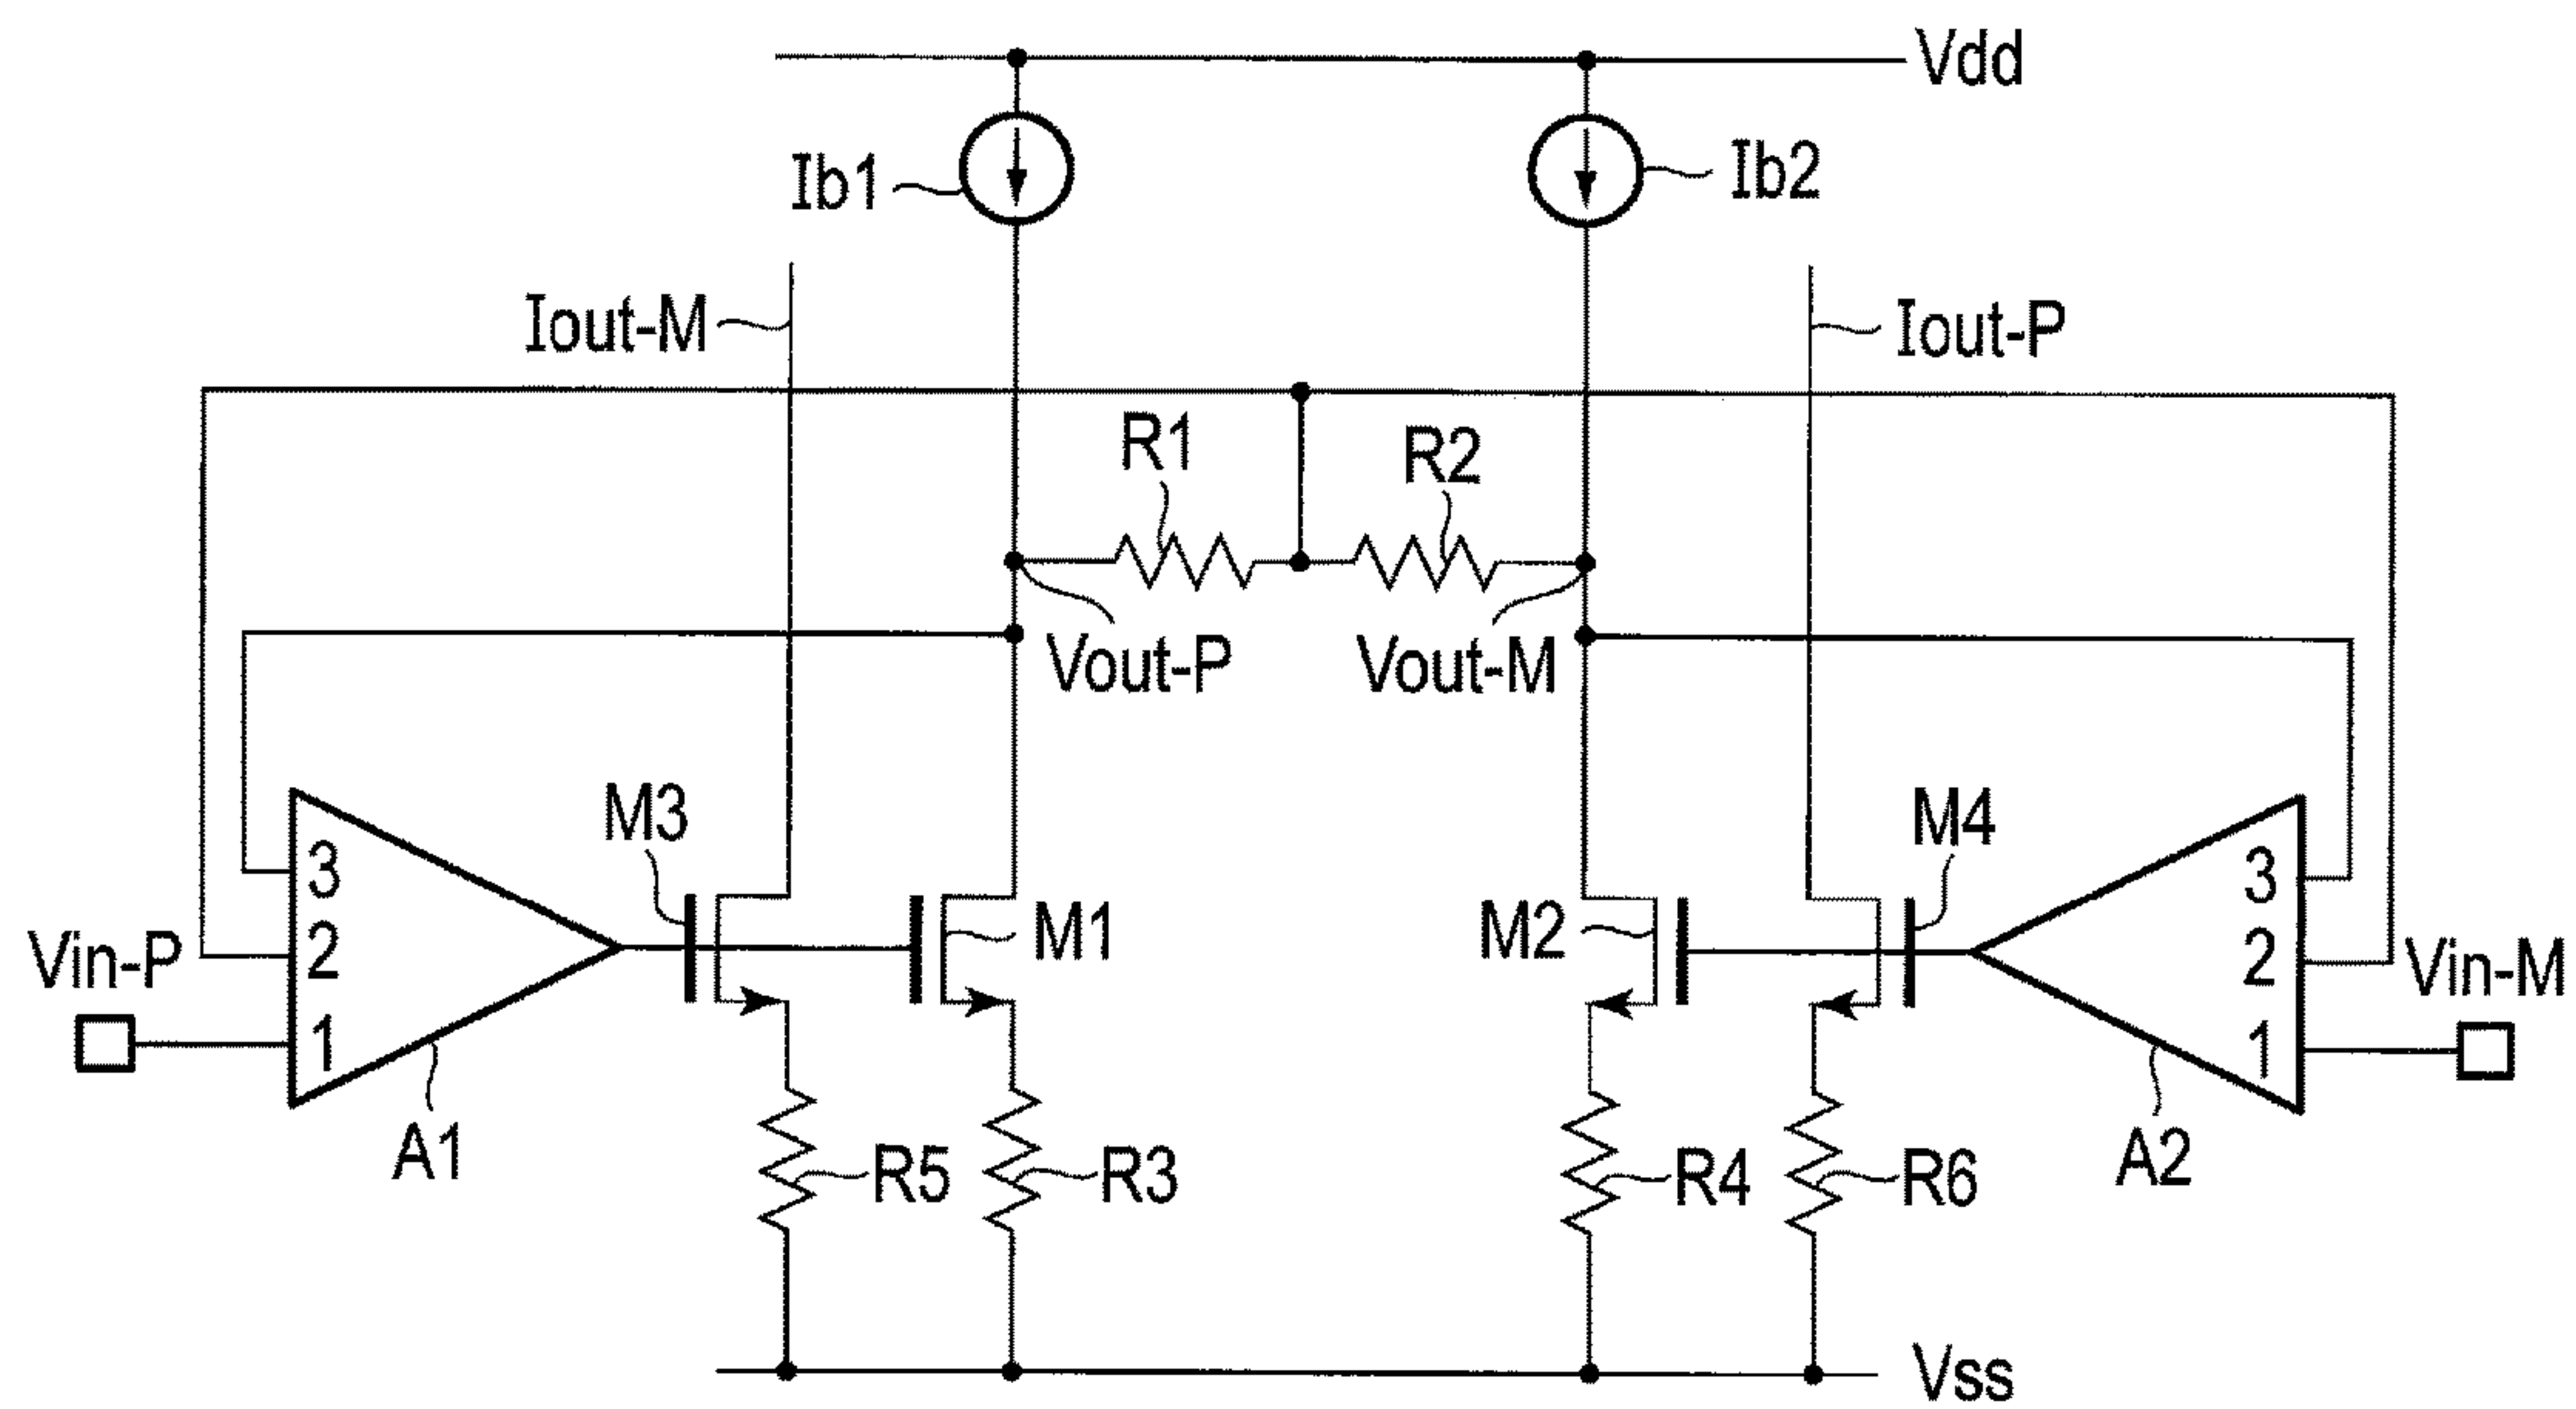 Vdd
Ib1
Ib2
Iout-M
Iout-P
R1
R2
Vout-P
Vout-M
M3
M4
3
3
M1
M2
2
2
Vin-P
Vin-M
1
1
A1
A2
R5
R3
R4
R6
Vss